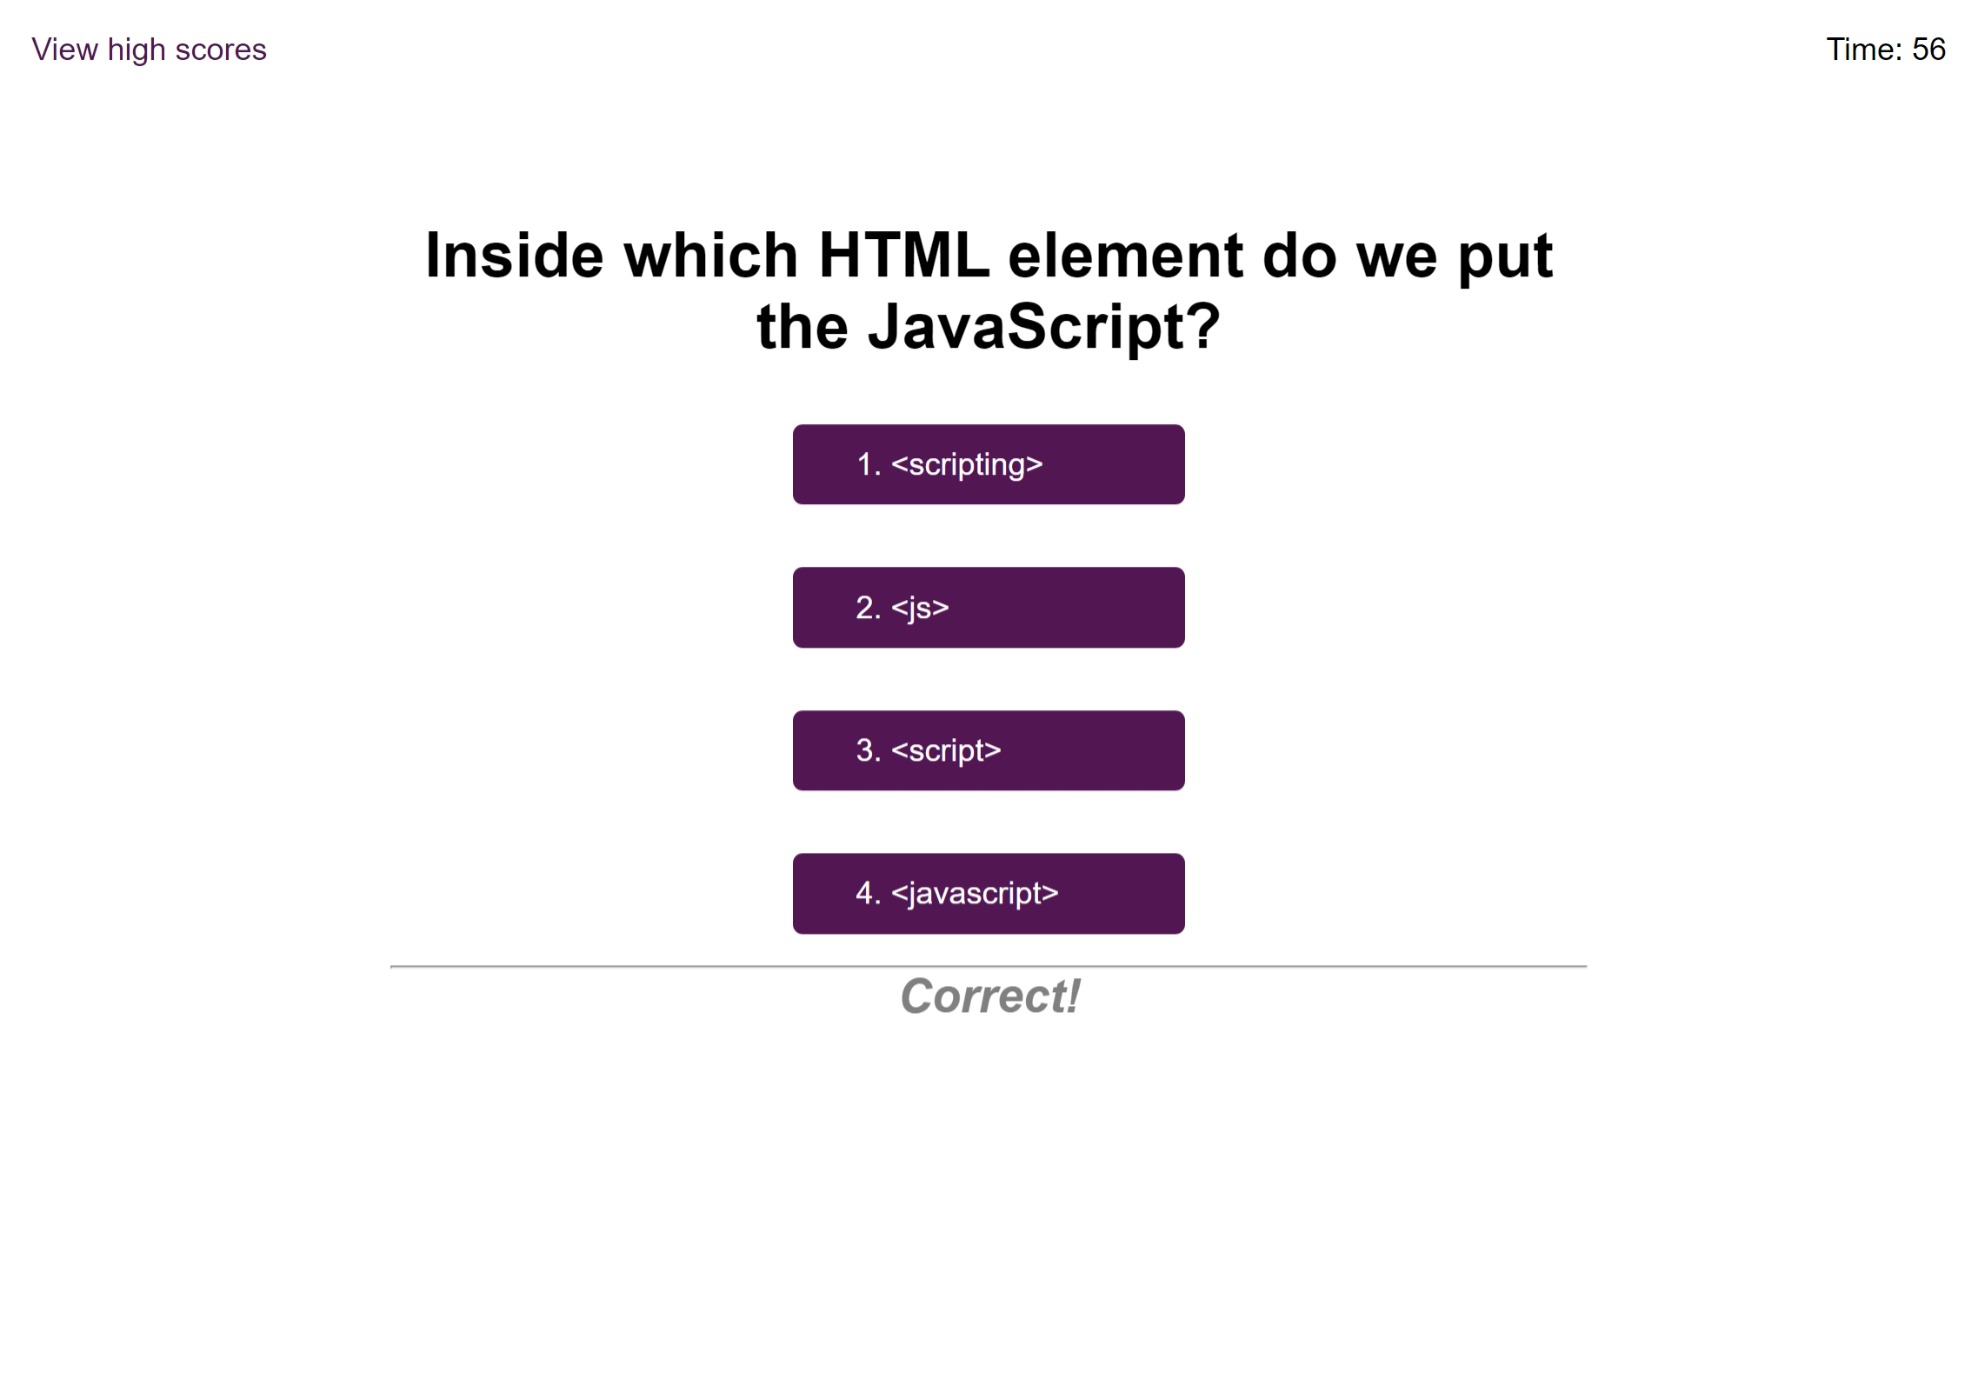 View high scores
Time: 56
Inside which HTML element do we put
the JavaScript?
1. <scripting>
2. <js>
3. <script>
4. <javascript>
Correct!